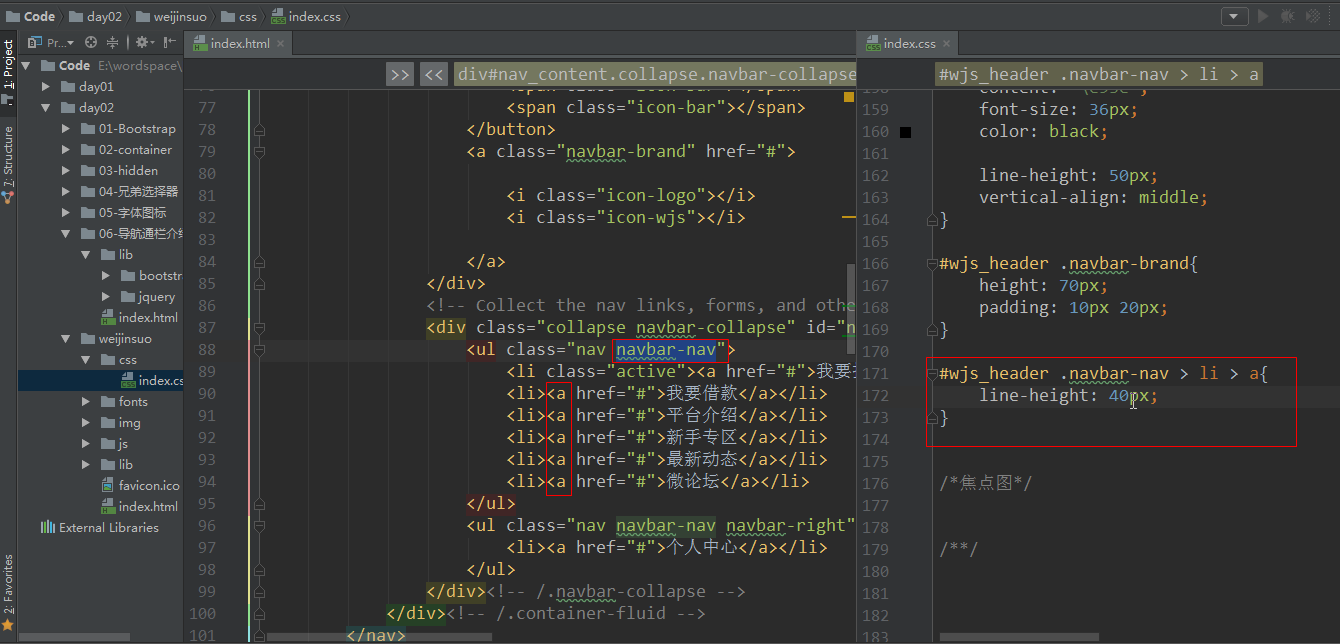 Code
day02
weijinsuo
css
index.css
1: Project
7: Structure
2: Favorites
Pr...
Code E:\wordspace\
day01
day02
01-Bootstrap
02-container
03-hidden
04-兄弟选择器
05-字体图标
06-导航通栏介绍
lib
bootstr
jquery
index.html
weijinsuo
css
index.cs
fonts
img
js
lib
favicon.ico
index.html
External Libraries
index.html
>> << div#nav_content.collapse.navbar-collapse
77 <span class="icon-bar"></span>
78 </button>
79 <a class="navbar-brand" href="#">
80
81 <i class="icon-logo"></i>
82 <i class="icon-wjs"></i>
83
84 </a>
85 </div>
86 <!-- Collect the nav links, forms, and othe
87 <div class="collapse navbar-collapse" id="n
88 <ul class="nav navbar-nav">
89 <li class="active"><a href="#">我要
90 <li><a href="#">我要借款</a></li>
91 <li><a href="#">平台介绍</a></li>
92 <li><a href="#">新手专区</a></li>
93 <li><a href="#">最新动态</a></li>
94 <li><a href="#">微论坛</a></li>
95 </ul>
96 <ul class="nav navbar-nav navbar-right"
97 <li><a href="#">个人中心</a></li>
98 </ul>
99 </div><!-- /.navbar-collapse -->
100 </div><!-- /.container-fluid -->
101 </nav>
index.css
#wjs_header .navbar-nav > li > a
159 font-size: 36px;
160 color: black;
161
162 line-height: 50px;
163 vertical-align: middle;
164 }
165
166 #wjs_header .navbar-brand{
167 height: 70px;
168 padding: 10px 20px;
169 }
170
171 #wjs_header .navbar-nav > li > a{
172 line-height: 40px;
173 }
174
175
176 /*焦点图*/
177
178
179 /**/
180
181
182
183